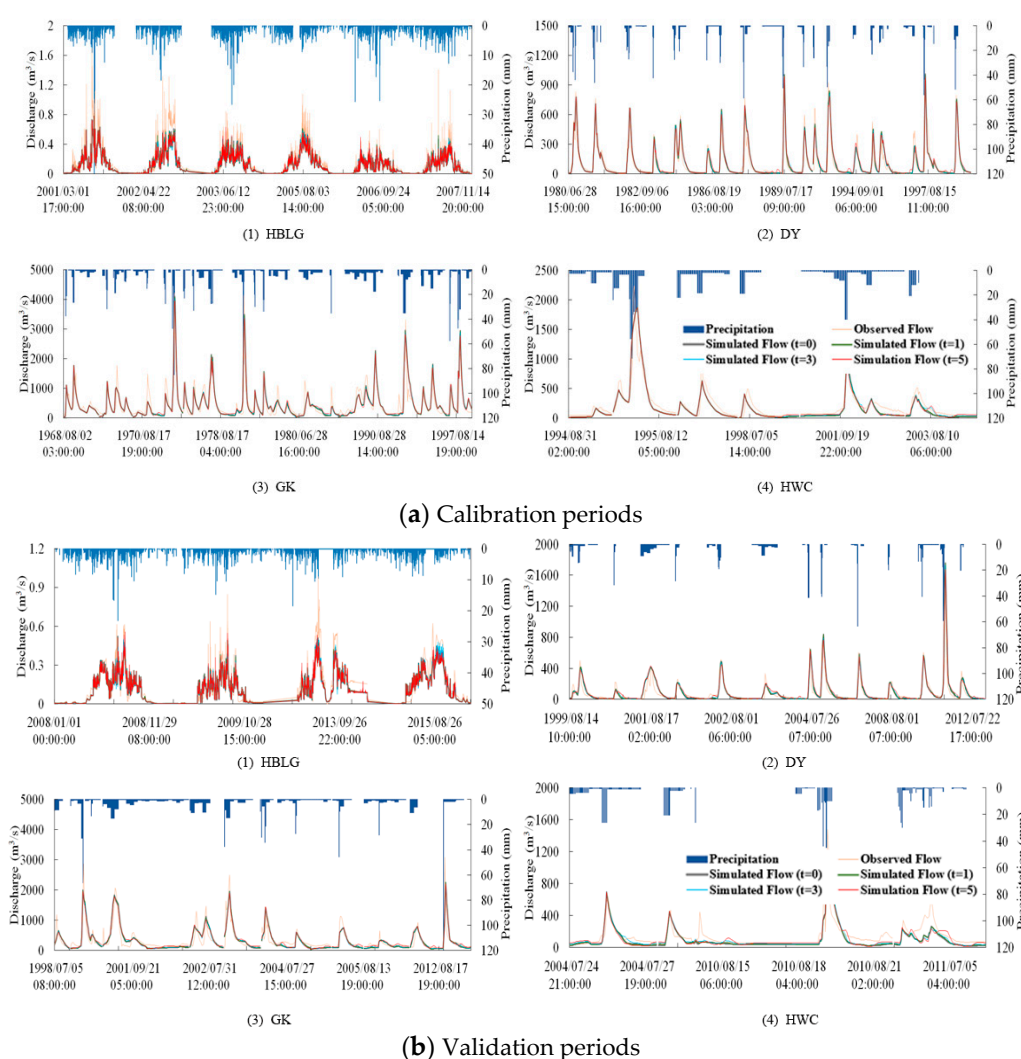 2 0 1500 0
1.6 10 1200 20
1.2 20 900 40
0.8 30 600 60
0.4 40 300 80
0 50 0 100
120
Discharge (m³/s) Precipitation (mm) Discharge (m³/s) Precipitation (mm)
2001/03/01 2002/04/22 2003/06/12 2005/08/03 2006/09/24 2007/11/14 1980/06/28 1982/09/06 1986/08/19 1989/07/17 1994/09/01 1997/08/15
17:00:00 08:00:00 23:00:00 14:00:00 05:00:00 20:00:00 15:00:00 16:00:00 03:00:00 09:00:00 06:00:00 11:00:00
(1) HBLG (2) DY
5000 0 2500 0
4000 20 2000 20
3000 40 1500 40
2000 60 1000 60
1000 80 500 80
0 100 0 100
120 120
Discharge (m³/s) Precipitation (mm) Discharge (m³/s) Precipitation (mm)
Precipitation Observed Flow
Simulated Flow (t=0) Simulated Flow (t=1)
Simulated Flow (t=3) Simulation Flow (t=5)
1968/08/02 1970/08/17 1978/08/17 1980/06/28 1990/08/28 1997/08/14 1994/08/31 1995/08/12 1998/07/05 2001/09/19 2003/08/10
03:00:00 19:00:00 04:00:00 16:00:00 14:00:00 19:00:00 02:00:00 05:00:00 14:00:00 22:00:00 06:00:00
(3) GK (4) HWC
(a) Calibration periods
1.2 0 2000 0
0.9 10 1600 20
0.6 20 1200 40
0.3 30 800 60
0 40 400 80
50 0 100
120
Discharge (m³/s) Precipitation (mm) Discharge (m³/s) Precipitation (mm)
2008/01/01 2008/11/29 2009/10/28 2013/09/26 2015/08/26 1999/08/14 2001/08/17 2002/08/01 2004/07/26 2008/08/01 2012/07/22
00:00:00 08:00:00 15:00:00 22:00:00 05:00:00 10:00:00 02:00:00 06:00:00 07:00:00 07:00:00 17:00:00
(1) HBLG (2) DY
5000 0 2000 0
4000 20 1600 20
3000 40 1200 40
2000 60 800 60
1000 80 400 80
0 100 0 100
120 120
Discharge (m³/s) Precipitation (mm) Discharge (m³/s) Precipitation (mm)
Precipitation Observed Flow
Simulated Flow (t=0) Simulated Flow (t=1)
Simulated Flow (t=3) Simulation Flow (t=5)
1998/07/05 2001/09/21 2002/07/31 2004/07/27 2005/08/13 2012/08/17 2004/07/24 2004/07/27 2010/08/15 2010/08/18 2010/08/21 2011/07/05
08:00:00 05:00:00 12:00:00 15:00:00 19:00:00 19:00:00 21:00:00 19:00:00 06:00:00 04:00:00 02:00:00 04:00:00
(3) GK (4) HWC
(b) Validation periods